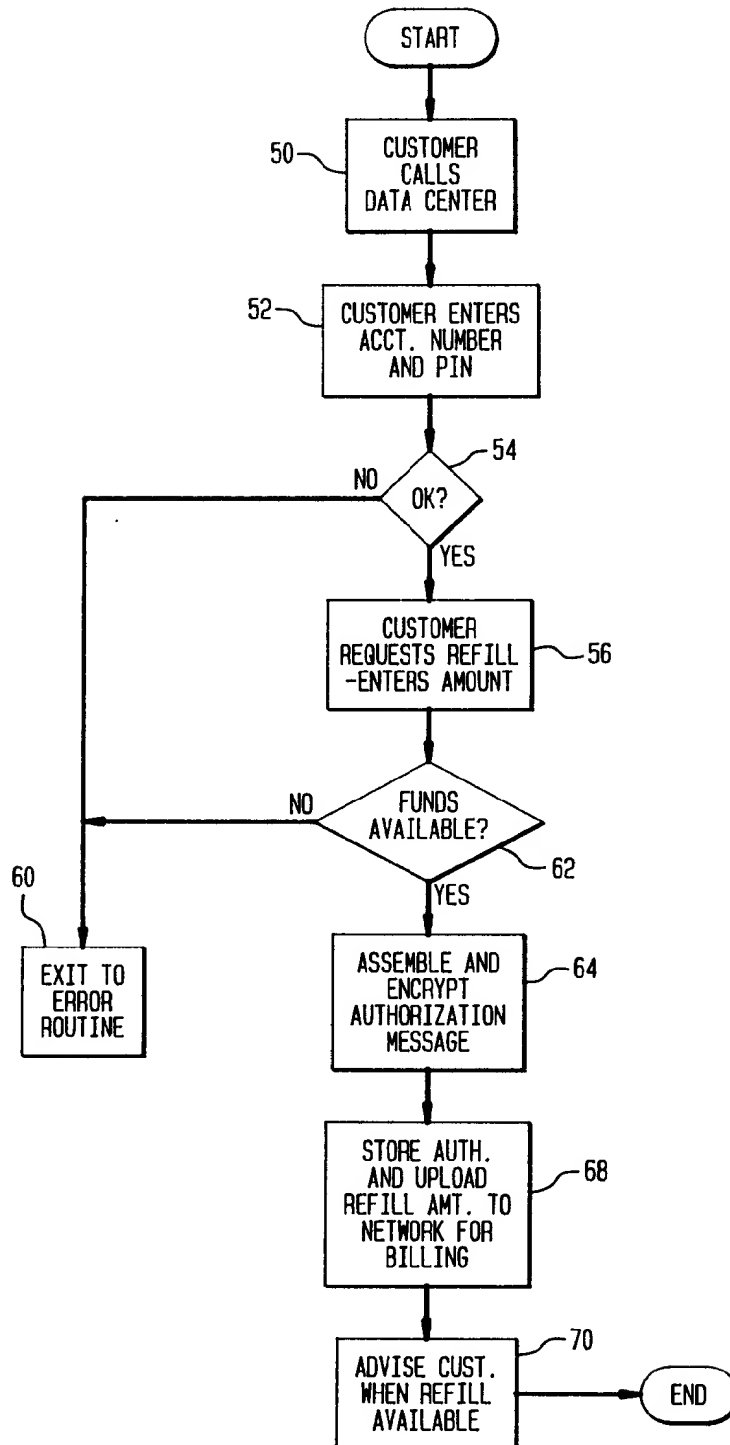 START
50
CUSTOMER
CALLS
DATA CENTER
52
CUSTOMER ENTERS
ACCT. NUMBER
AND PIN
54
NO
OK?
YES
CUSTOMER
REQUESTS REFILL
-ENTERS AMOUNT
56
NO
FUNDS
AVAILABLE?
62
YES
60
EXIT TO
ERROR
ROUTINE
ASSEMBLE AND
ENCRYPT
AUTHORIZATION
MESSAGE
64
STORE AUTH.
AND UPLOAD
REFILL AMT. TO
NETWORK FOR
BILLING
68
70
ADVISE CUST.
WHEN REFILL
AVAILABLE
END